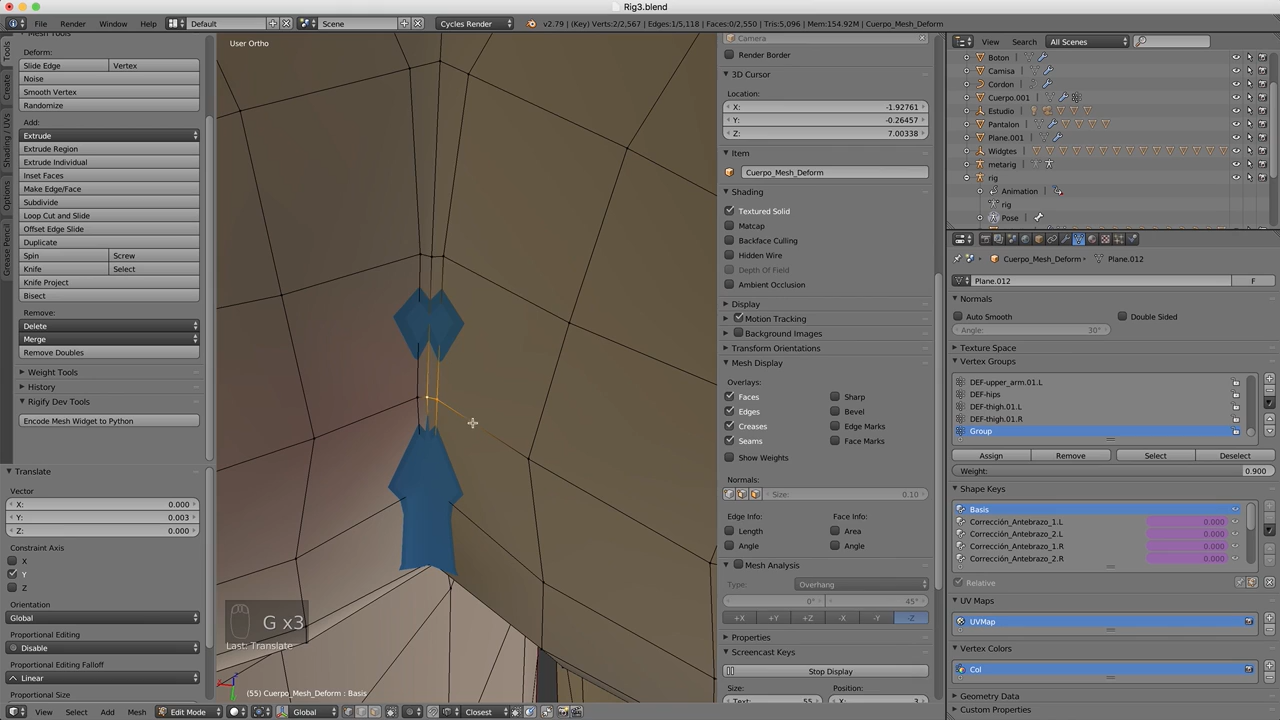 Rig3.blend
File
Render
Window
Help
Default
Scene
Cycles Render
v2.79 | (Key) Verts:2/2,567 | Edges:1/5,118 | Faces:0/2,550 | Tris:5,096 | Mem:154.92M | Cuerpo_Mesh_Deform
Tools
Create
Shading / UVs
Options
Grease Pencil
Mesh Tools
Deform:
Slide Edge
Vertex
Noise
Smooth Vertex
Randomize
Add:
Extrude
Extrude Region
Extrude Individual
Inset Faces
Make Edge/Face
Subdivide
Loop Cut and Slide
Offset Edge Slide
Duplicate
Spin
Screw
Knife
Select
Knife Project
Bisect
Remove:
Delete
Merge
Remove Doubles
Weight Tools
History
Rigify Dev Tools
Encode Mesh Widget to Python
Translate
Vector
X: 0.000
Y: 0.003
Z: 0.000
Constraint Axis
X
Y
Z
Orientation
Global
Proportional Editing
Disable
Proportional Editing Falloff
Linear
Proportional Size
User Ortho
G x3
Last: Translate
(55) Cuerpo_Mesh_Deform : Basis
View
Select
Add
Mesh
Edit Mode
Global
Closest
Camera
Render Border
3D Cursor
Location:
X: -1.92761
Y: -0.26457
Z: 7.00338
Item
Cuerpo_Mesh_Deform
Shading
Textured Solid
Matcap
Backface Culling
Hidden Wire
Depth Of Field
Ambient Occlusion
Display
Motion Tracking
Background Images
Transform Orientations
Mesh Display
Overlays:
Faces
Sharp
Edges
Bevel
Creases
Edge Marks
Seams
Face Marks
Show Weights
Normals:
Size: 0.10
Edge Info:
Face Info:
Length
Area
Angle
Angle
Mesh Analysis
Type:
Overhang
0°
45°
+X
+Y
+Z
-X
-Y
-Z
Properties
Screencast Keys
Stop Display
Size:
Position:
Text: 55
X: 3
View
Search
All Scenes
Boton
Camisa
Cordon
Cuerpo.001
Estudio
Pantalon
Plane.001
Widgtes
metarig
rig
Animation
rig
Pose
Cuerpo_Mesh_Deform
Plane.012
Plane.012
F
Normals
Auto Smooth
Double Sided
Angle: 30°
Texture Space
Vertex Groups
DEF-upper_arm.01.L
DEF-hips
DEF-thigh.01.L
DEF-thigh.01.R
Group
Assign
Remove
Select
Deselect
Weight: 0.900
Shape Keys
Basis
Corrección_Antebrazo_1.L 0.000
Corrección_Antebrazo_2.L 0.000
Corrección_Antebrazo_1.R 0.000
Corrección_Antebrazo_2.R 0.000
Relative
UV Maps
UVMap
Vertex Colors
Col
Geometry Data
Custom Properties